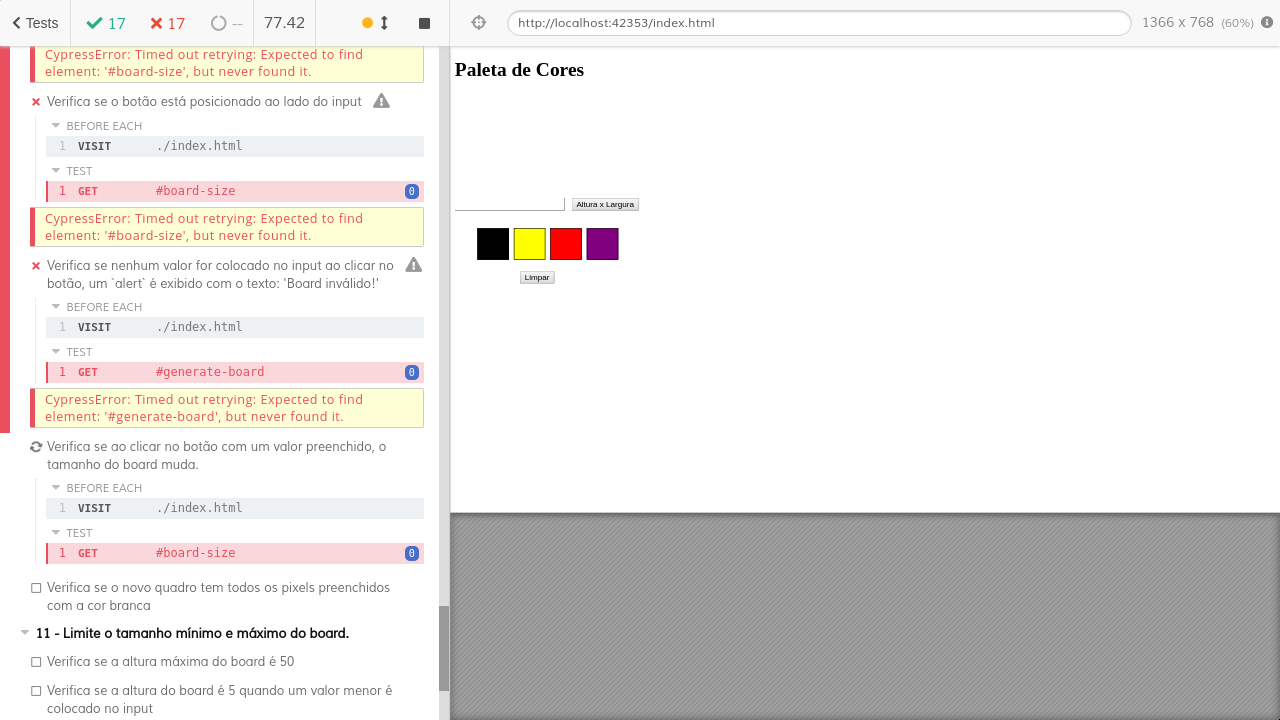 Tests
17
17
--
77.42
http://localhost:42353/index.html
1366 x 768 (60%)
CypressError: Timed out retrying: Expected to find
element: '#board-size', but never found it.
Verifica se o botão está posicionado ao lado do input
BEFORE EACH
1 VISIT ./index.html
TEST
1 GET #board-size 0
CypressError: Timed out retrying: Expected to find
element: '#board-size', but never found it.
Verifica se nenhum valor for colocado no input ao clicar no
botão, um `alert` é exibido com o texto: 'Board inválido!'
BEFORE EACH
1 VISIT ./index.html
TEST
1 GET #generate-board 0
CypressError: Timed out retrying: Expected to find
element: '#generate-board', but never found it.
Verifica se ao clicar no botão com um valor preenchido, o
tamanho do board muda.
BEFORE EACH
1 VISIT ./index.html
TEST
1 GET #board-size 0
Verifica se o novo quadro tem todos os pixels preenchidos
com a cor branca
11 - Limite o tamanho mínimo e máximo do board.
Verifica se a altura máxima do board é 50
Verifica se a altura do board é 5 quando um valor menor é
colocado no input
Paleta de Cores
Altura x Largura
Limpar